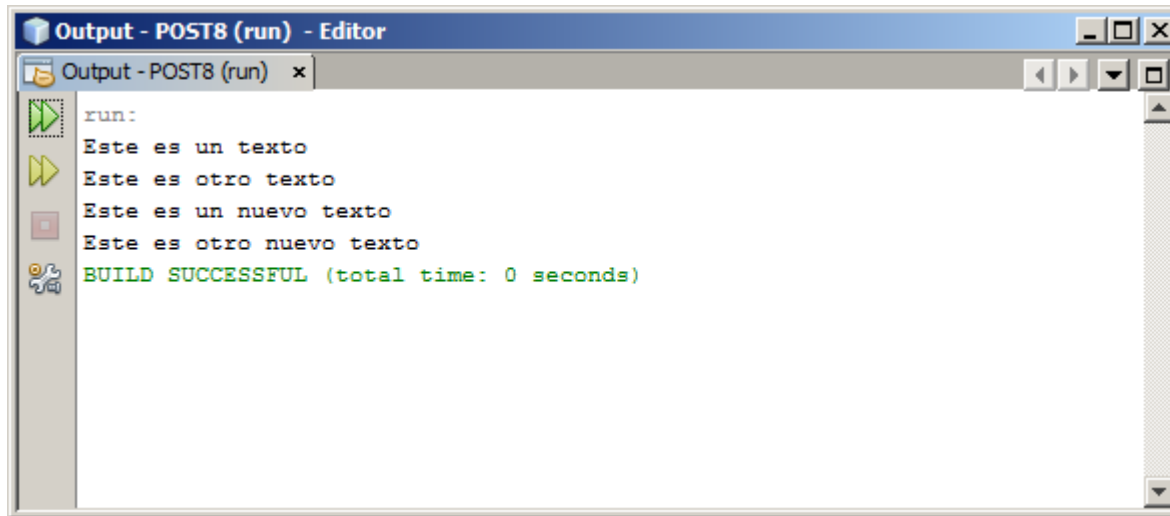 Output - POST8 (run) - Editor
Output - POST8 (run) x
run:
Este es un texto
Este es otro texto
Este es un nuevo texto
Este es otro nuevo texto
BUILD SUCCESSFUL (total time: 0 seconds)